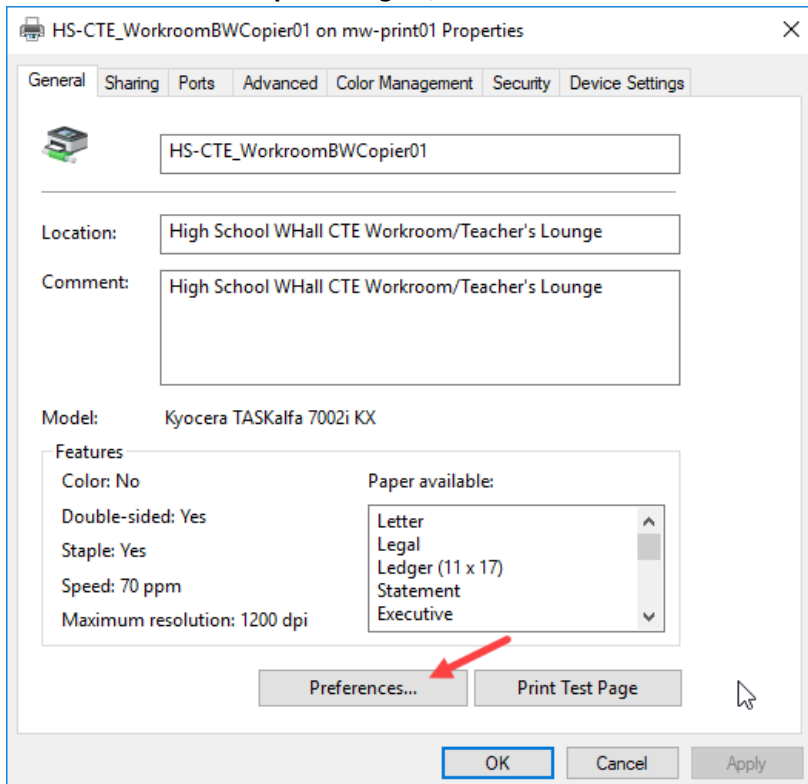 HS-CTE_WorkroomBWCopier01 on mw-print01 Properties
General Sharing Ports Advanced Color Management Security Device Settings
HS-CTE_WorkroomBWCopier01
Location: High School WHall CTE Workroom/Teacher's Lounge
Comment: High School WHall CTE Workroom/Teacher's Lounge
Model: Kyocera TASKalfa 7002i KX
Features
Color: No
Double-sided: Yes
Staple: Yes
Speed: 70 ppm
Maximum resolution: 1200 dpi
Paper available:
Letter
Legal
Ledger (11 x 17)
Statement
Executive
Preferences... Print Test Page
OK Cancel Apply